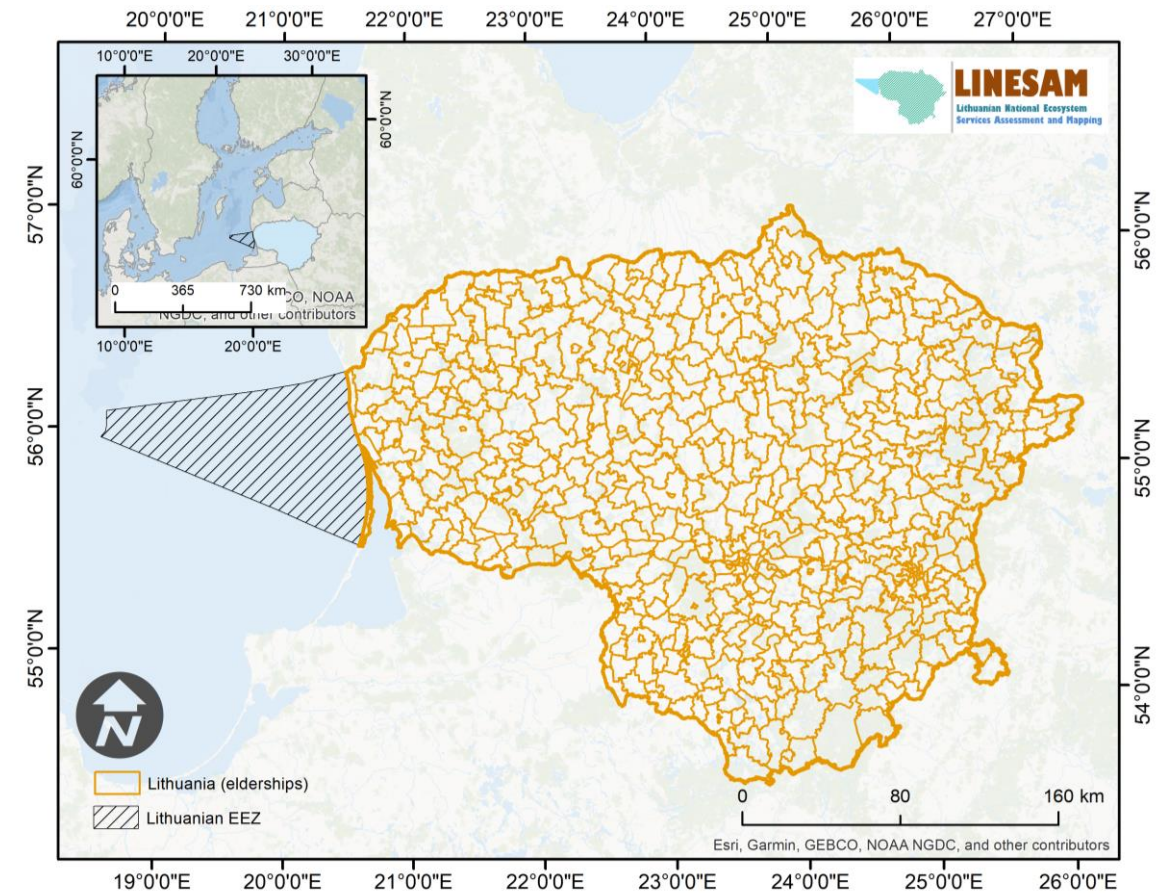 20°0'0"E 21°0'0"E 22°0'0"E 23°0'0"E 24°0'0"E 25°0'0"E 26°0'0"E 27°0'0"E
10°0'0"E 20°0'0"E 30°0'0"E
60°0'0"N
60°0'0"N
0 365 730 km
CO, NOAA
NGDC, and other contributors
10°0'0"E 20°0'0"E
LINESAM
Lithuanian National Ecosystem
Services Assessment and Mapping
57°0'0"N
56°0'0"N
55°0'0"N
56°0'0"N
55°0'0"N
54°0'0"N
N
Lithuania (elderships)
Lithuanian EEZ
0 80 160 km
Esri, Garmin, GEBCO, NOAA NGDC, and other contributors
19°0'0"E 20°0'0"E 21°0'0"E 22°0'0"E 23°0'0"E 24°0'0"E 25°0'0"E 26°0'0"E